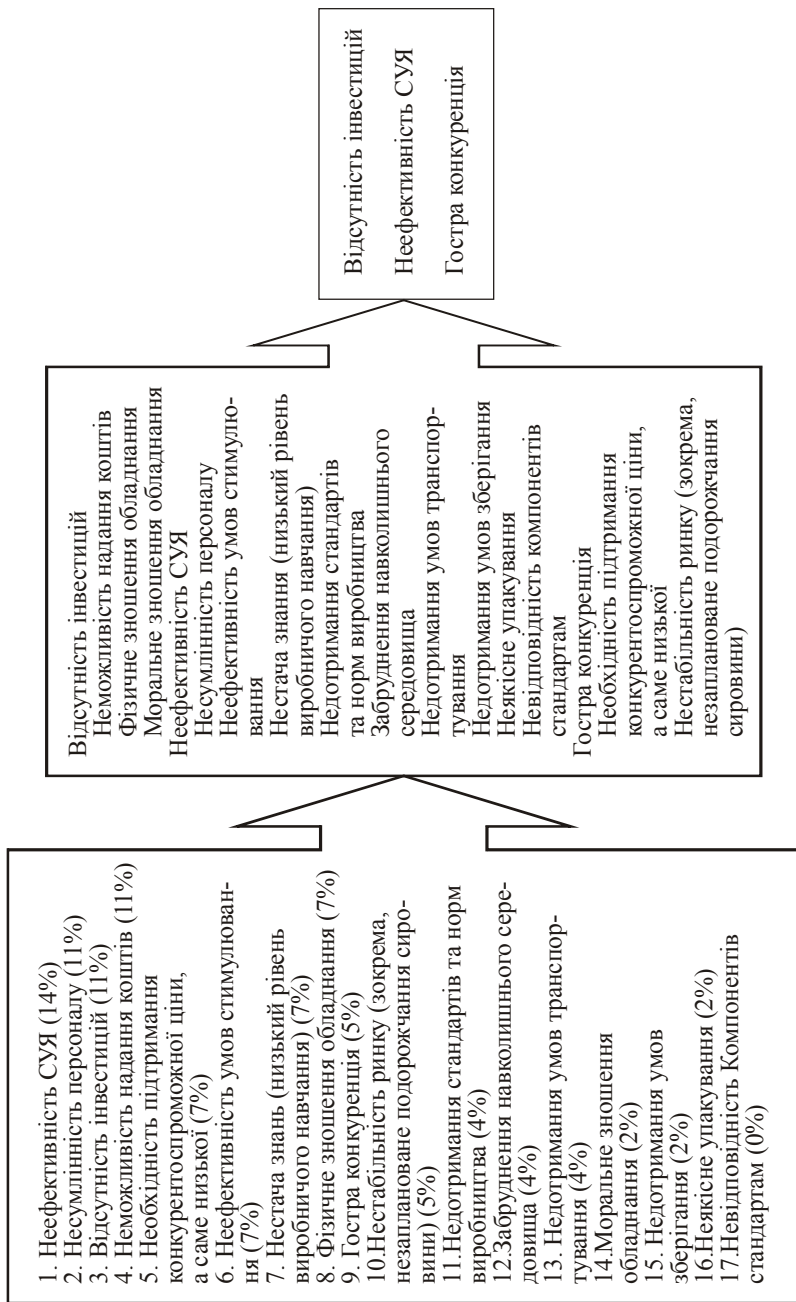 1. Неефективність СУЯ (14%)
2. Несумлінність персоналу (11%)
3. Відсутність інвестицій (11%)
4. Неможливість надання коштів (11%)
5. Необхідність підтримання
конкурентоспроможної ціни,
а саме низької (7%)
6. Неефективність умов стимулюван-
ня (7%)
7. Нестача знань (низький рівень
виробничого навчання) (7%)
8. Фізичне зношення обладнання (7%)
9. Гостра конкуренція (5%)
10.Нестабільність ринку (зокрема,
незаплановане подорожчання сиро-
вини) (5%)
11.Недотримання стандартів та норм
виробництва (4%)
12.Забруднення навколишнього сере-
довища (4%)
13. Недотримання умов транспор-
тування (4%)
14.Моральне зношення
обладнання (2%)
15. Недотримання умов
зберігання (2%)
16.Неякісне упакування (2%)
17.Невідповідність Компонентів
стандартам (0%)
Відсутність інвестицій
Неможливість надання коштів
Фізичне зношення обладнання
Моральне зношення обладнання
Неефективність СУЯ
Несумлінність персоналу
Неефективність умов стимулю-
вання
Нестача знання (низький рівень
виробничого навчання)
Недотримання стандартів
та норм виробництва
Забруднення навколишнього
середовища
Недотримання умов транспор-
тування
Недотримання умов зберігання
Неякісне упакування
Невідповідність компонентів
стандартам
Гостра конкуренція
Необхідність підтримання
конкурентоспроможної ціни,
а саме низької
Нестабільність ринку (зокрема,
незаплановане подорожчання
сировини)
Відсутність інвестицій
Неефективність СУЯ
Гостра конкуренція